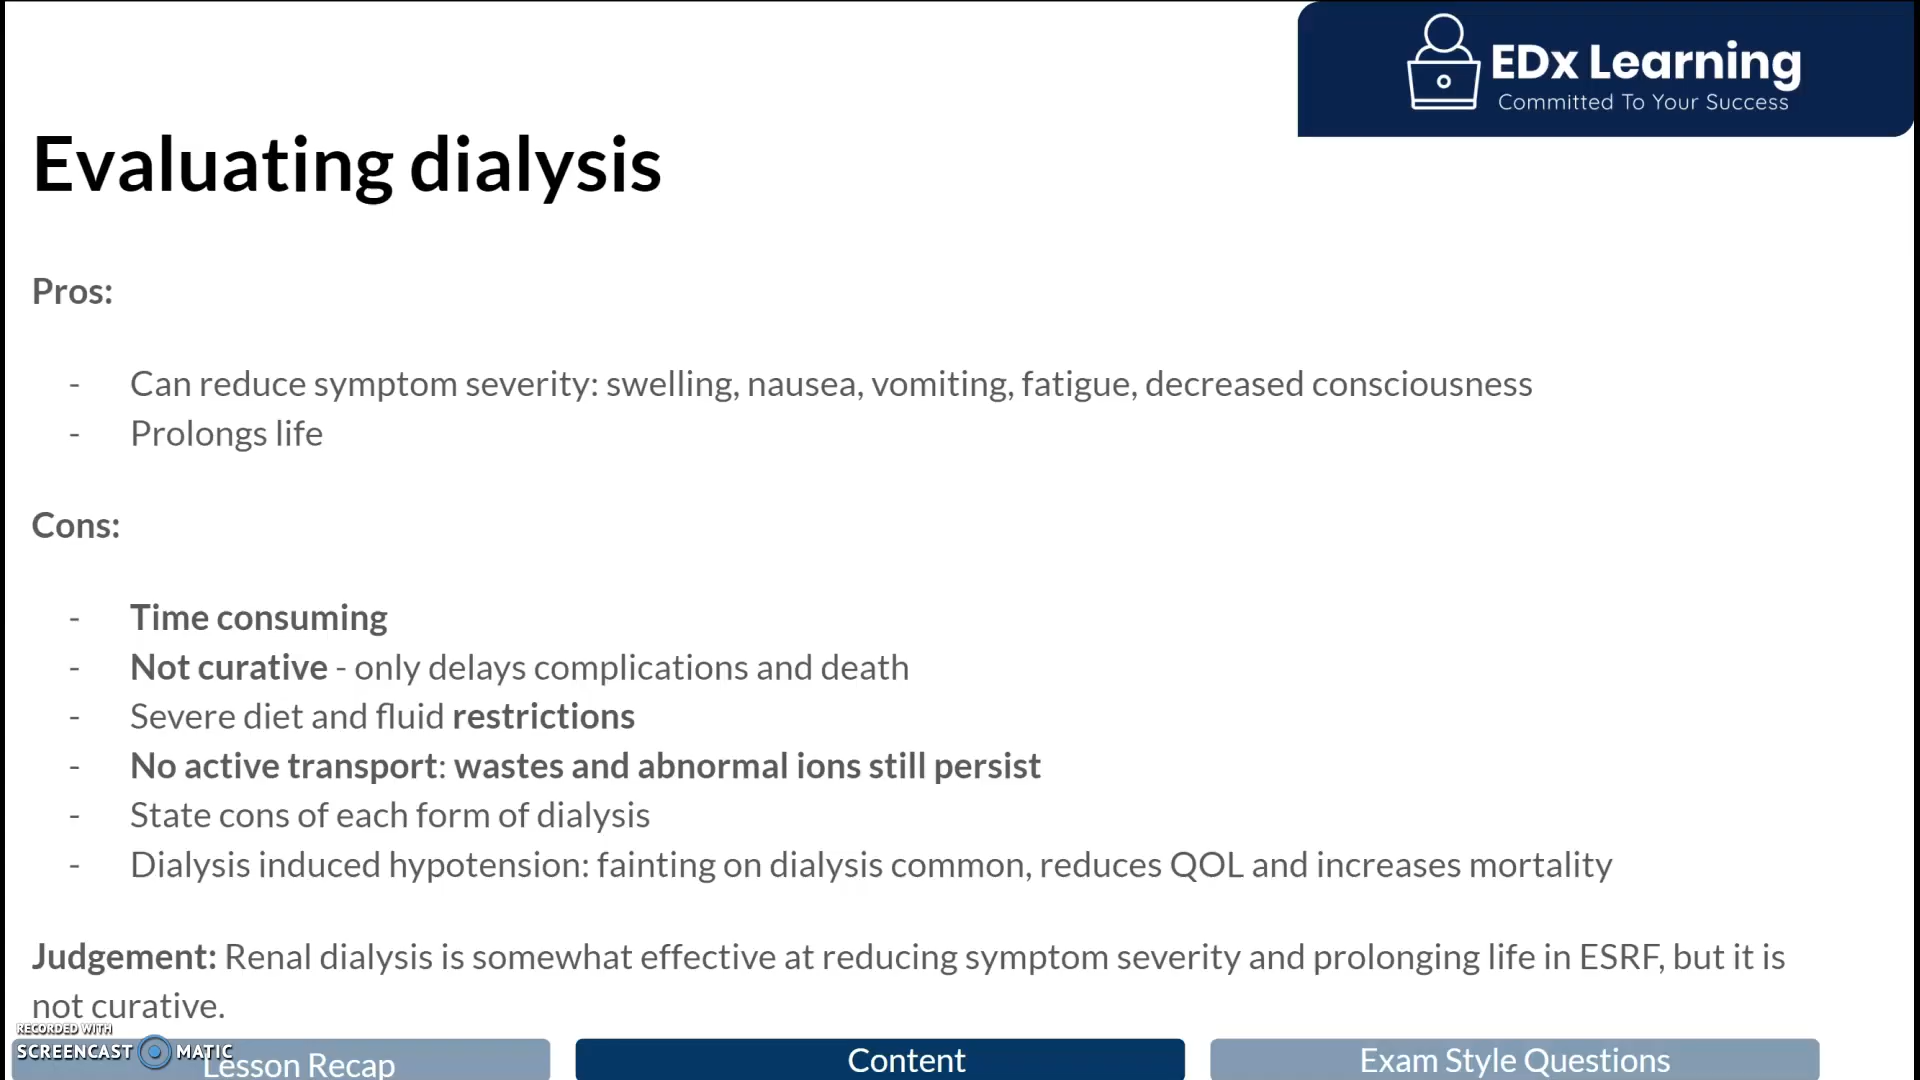 EDx Learning
Committed To Your Success
Evaluating dialysis
Pros:
- Can reduce symptom severity: swelling, nausea, vomiting, fatigue, decreased consciousness
- Prolongs life
Cons:
- Time consuming
- Not curative - only delays complications and death
- Severe diet and fluid restrictions
- No active transport: wastes and abnormal ions still persist
- State cons of each form of dialysis
- Dialysis induced hypotension: fainting on dialysis common, reduces QOL and increases mortality
Judgement: Renal dialysis is somewhat effective at reducing symptom severity and prolonging life in ESRF, but it is
not curative.
RECORDED WITH
SCREENCAST MATIC
Lesson Recap
Content
Exam Style Questions